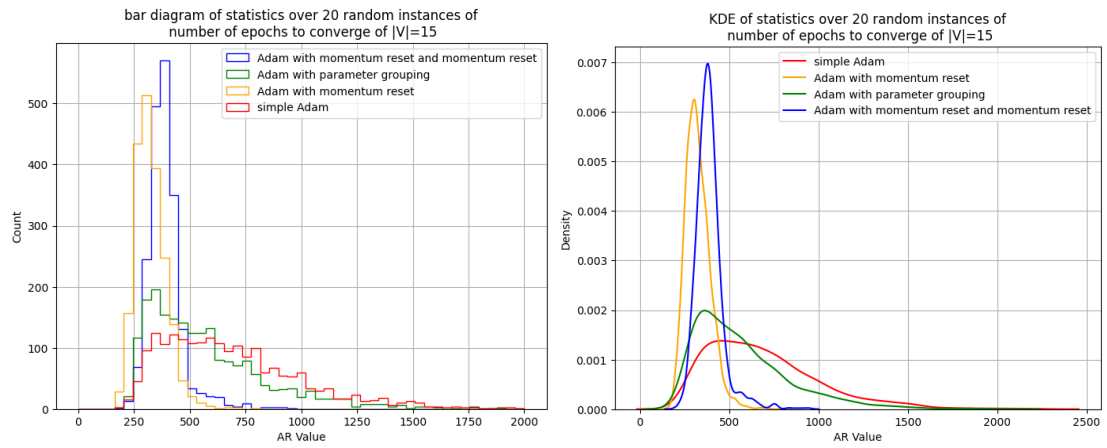 bar diagram of statistics over 20 random instances of
number of epochs to converge of |V|=15
Adam with momentum reset and momentum reset
Adam with parameter grouping
Adam with momentum reset
simple Adam
500
400
300
200
100
0
Count
0 250 500 750 1000 1250 1500 1750 2000
AR Value
KDE of statistics over 20 random instances of
number of epochs to converge of |V|=15
simple Adam
Adam with momentum reset
Adam with parameter grouping
Adam with momentum reset and momentum reset
0.007
0.006
0.005
0.004
0.003
0.002
0.001
0.000
Density
0 500 1000 1500 2000 2500
AR Value